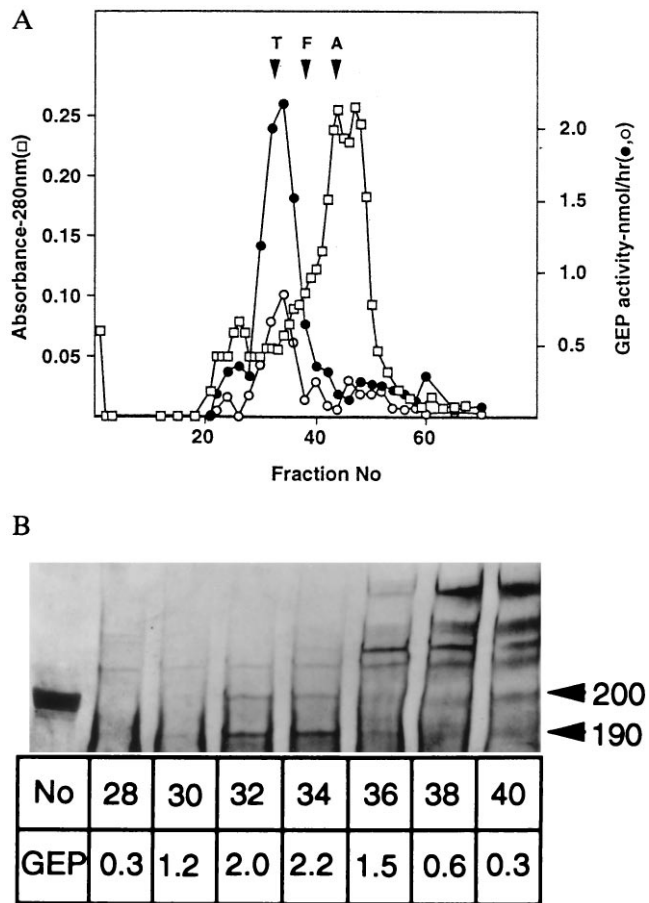 A
T F A
0.25
0.20
0.15
0.10
0.05
2.0
1.5
1.0
0.5
Absorbance-280nm(□)
GEP activity-nmol/hr(●,○)
20 40 60
Fraction No
B
200
190
No 28 30 32 34 36 38 40
GEP 0.3 1.2 2.0 2.2 1.5 0.6 0.3